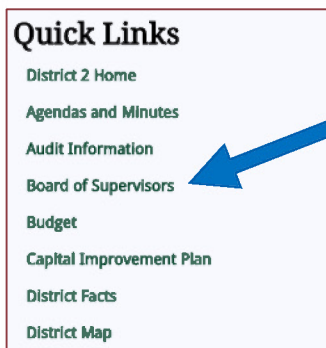 Quick Links
District 2 Home
Agendas and Minutes
Audit Information
Board of Supervisors
Budget
Capital Improvement Plan
District Facts
District Map